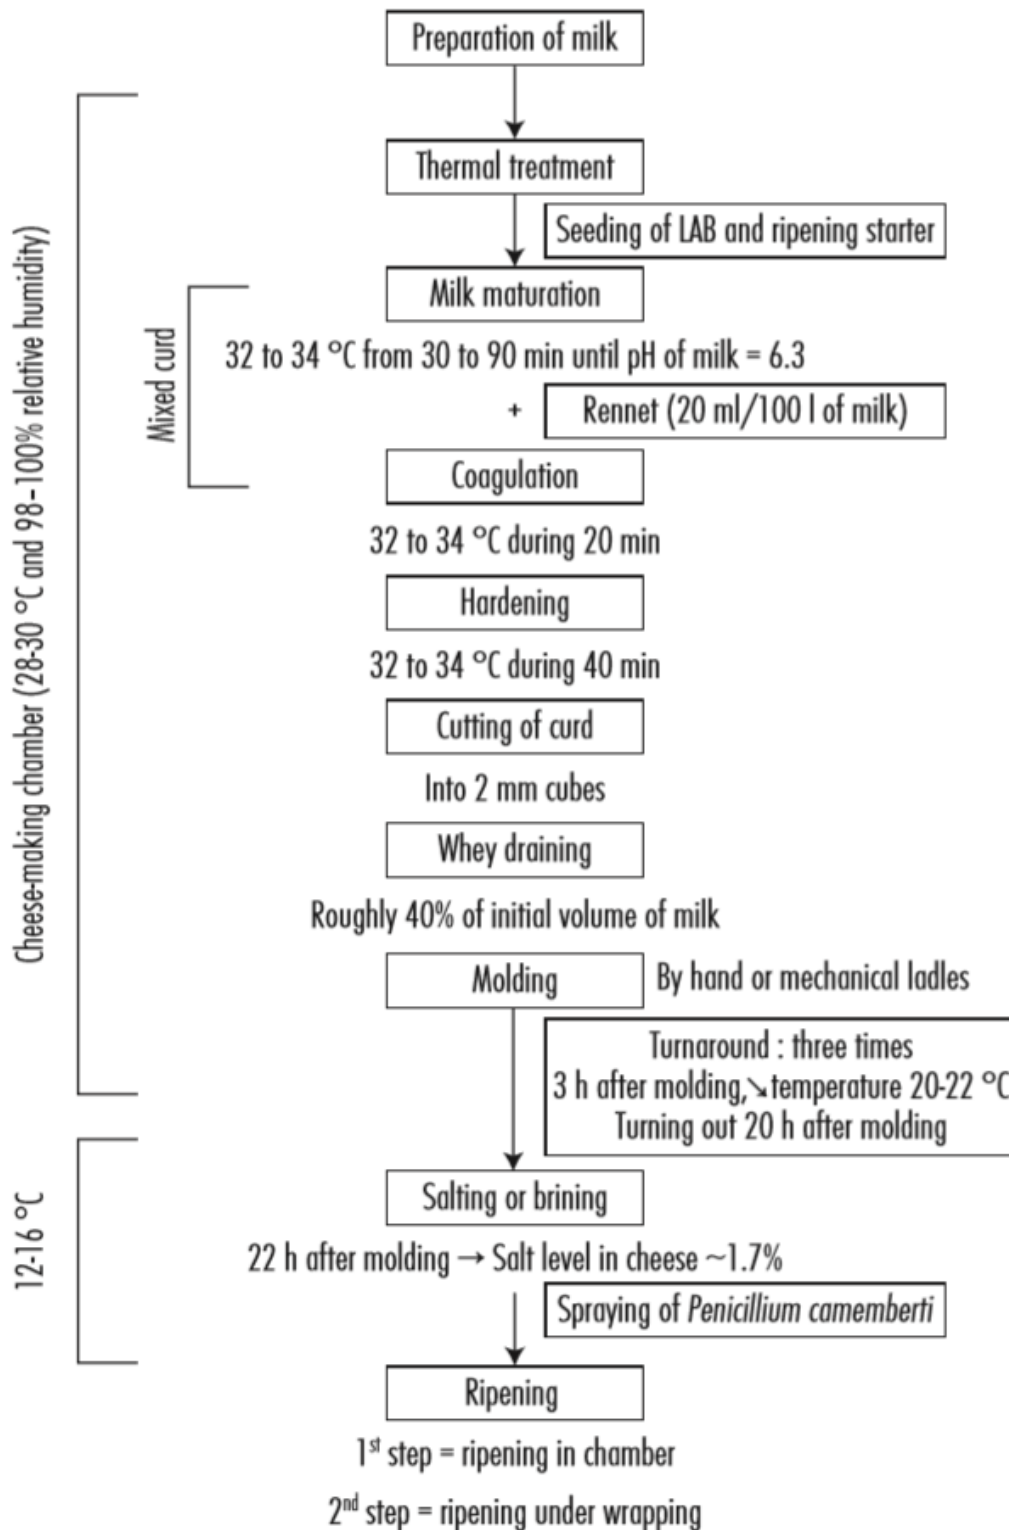 Preparation of milk
Thermal treatment
Seeding of LAB and ripening starter
Milk maturation
32 to 34 °C from 30 to 90 min until pH of milk = 6.3
+ Rennet (20 ml/100 l of milk)
Coagulation
32 to 34 °C during 20 min
Hardening
32 to 34 °C during 40 min
Cutting of curd
Into 2 mm cubes
Whey draining
Roughly 40% of initial volume of milk
Molding By hand or mechanical ladles
Turnaround : three times
3 h after molding,↘temperature 20-22 °C
Turning out 20 h after molding
Salting or brining
22 h after molding → Salt level in cheese ~1.7%
Spraying of Penicillium camemberti
Ripening
1st step = ripening in chamber
2nd step = ripening under wrapping
Cheese-making chamber (28-30 °C and 98-100% relative humidity)
Mixed curd
12-16 °C